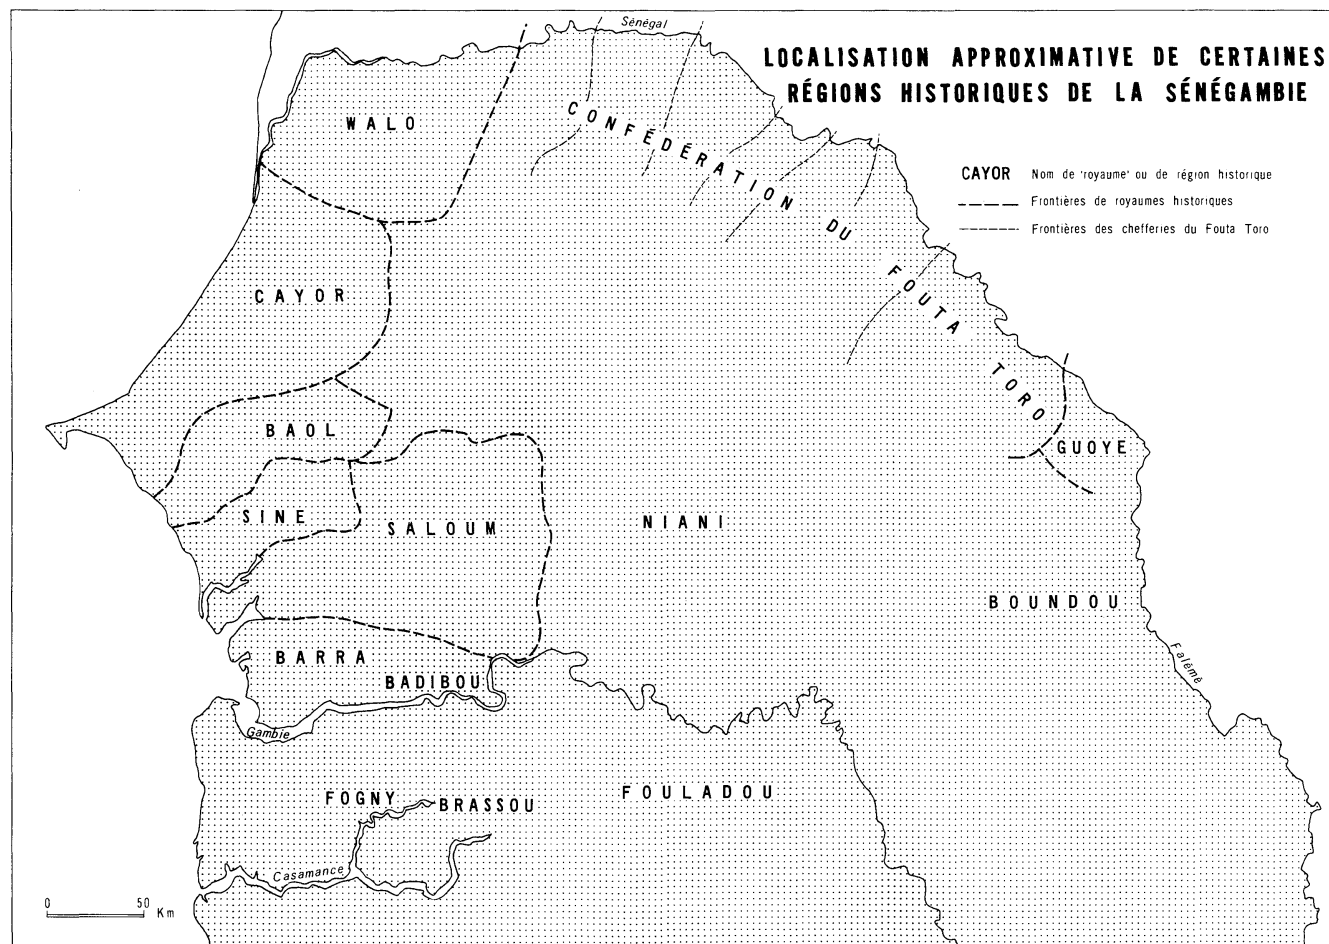 Sénégal
LOCALISATION APPROXIMATIVE DE CERTAINES
RÉGIONS HISTORIQUES DE LA SÉNÉGAMBIE
WALO
CONFÉDÉRATION DU FOUTA TORO
CAYOR Nom de 'royaume' ou de région historique
Frontières de royaumes historiques
Frontières des chefferies du Fouta Toro
CAYOR
BAOL
GUOYE
SINE
SALOUM
NIANI
BOUNDOU
BARRA
BADIBOU
Falémé
Gambie
FOGNY
BRASSOU
FOULADOU
Casamance
0 50 Km